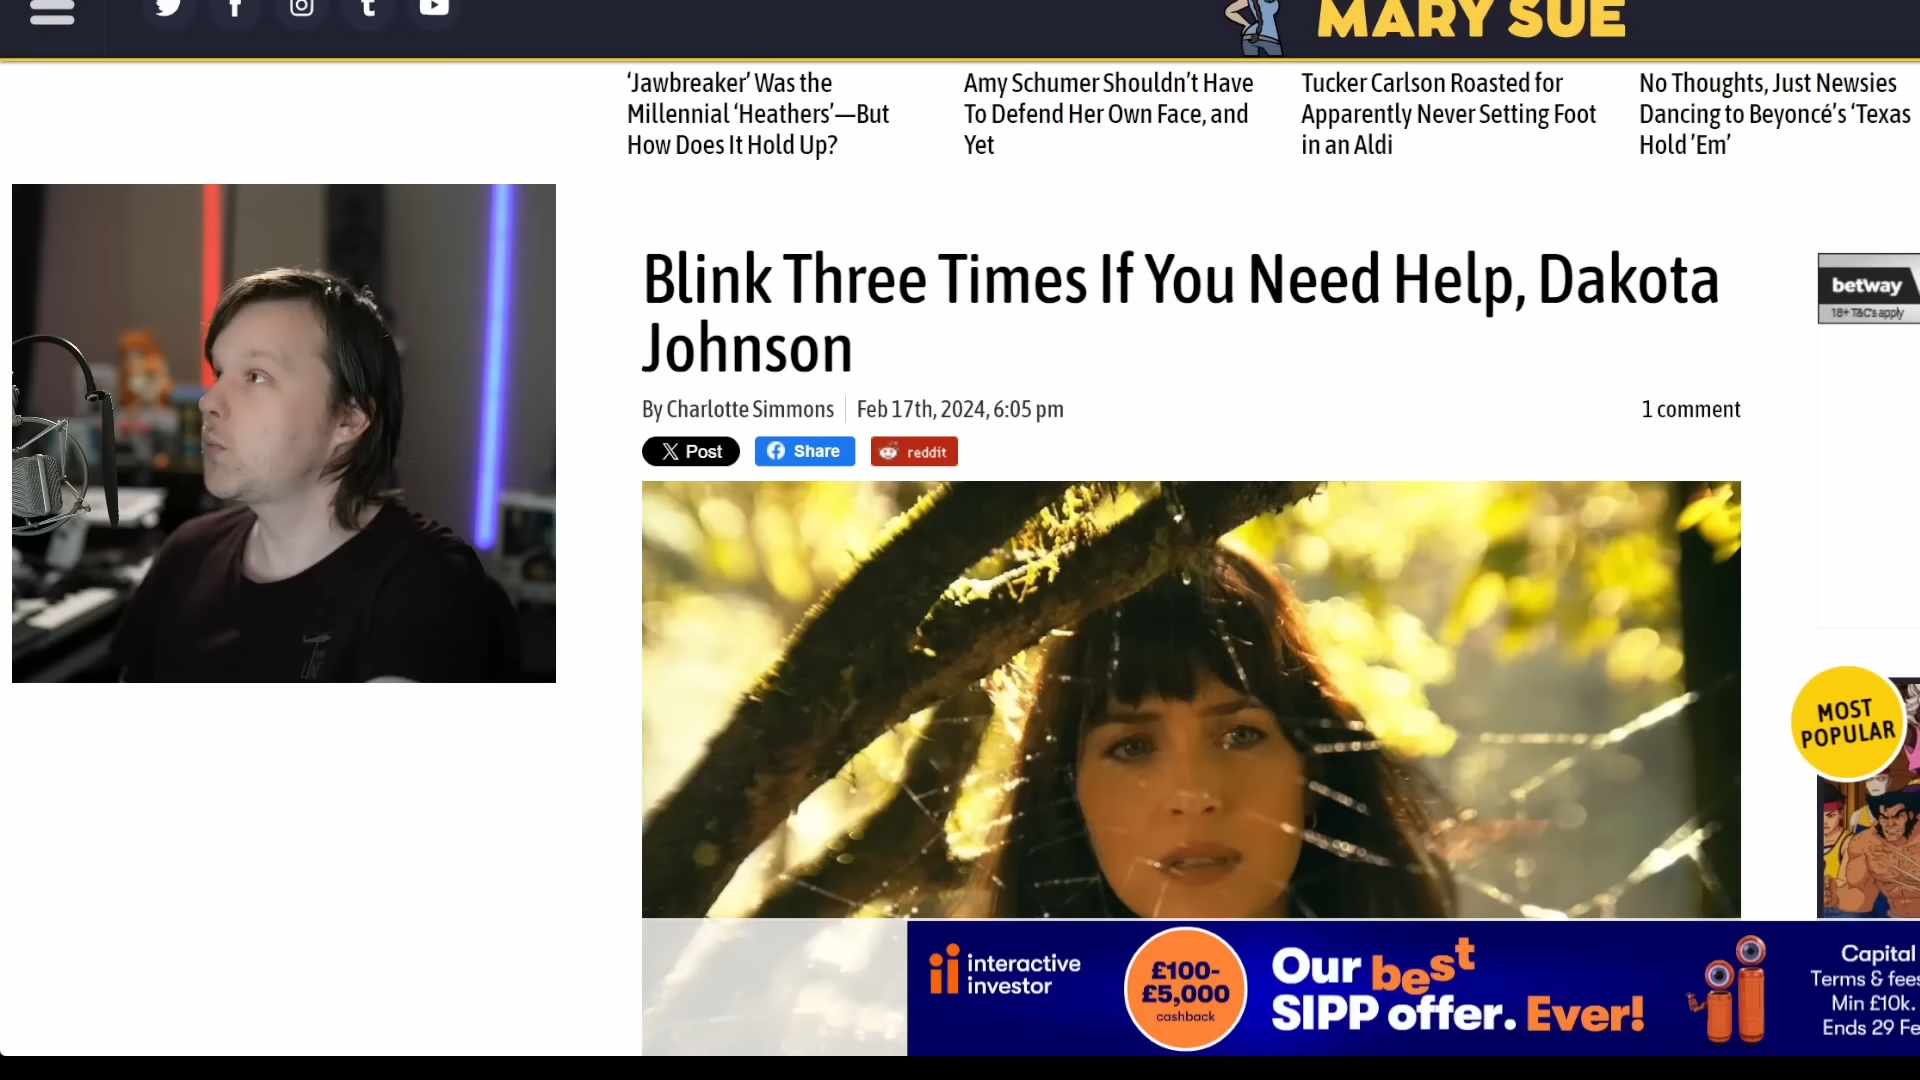 MARY SUE
‘Jawbreaker’ Was the
Millennial ‘Heathers’—But
How Does It Hold Up?
Amy Schumer Shouldn’t Have
To Defend Her Own Face, and
Yet
Tucker Carlson Roasted for
Apparently Never Setting Foot
in an Aldi
No Thoughts, Just Newsies
Dancing to Beyoncé’s ‘Texas
Hold ’Em’
Blink Three Times If You Need Help, Dakota
Johnson
By Charlotte Simmons
Feb 17th, 2024, 6:05 pm
1 comment
Post
Share
reddit
betway
18+ T&C's apply
MOST
POPULAR
interactive
investor
£100-
£5,000
cashback
Our best
SIPP offer. Ever!
Capital
Terms & fees
Min £10k.
Ends 29 Fe